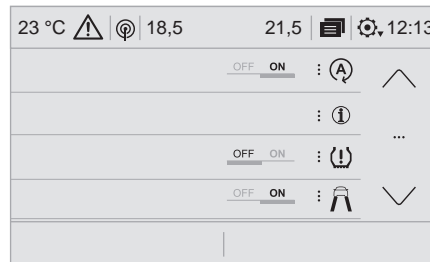 23 °C 18,5 21,5 12:13
OFF ON : A
: i
OFF ON : (!)
OFF ON :
...